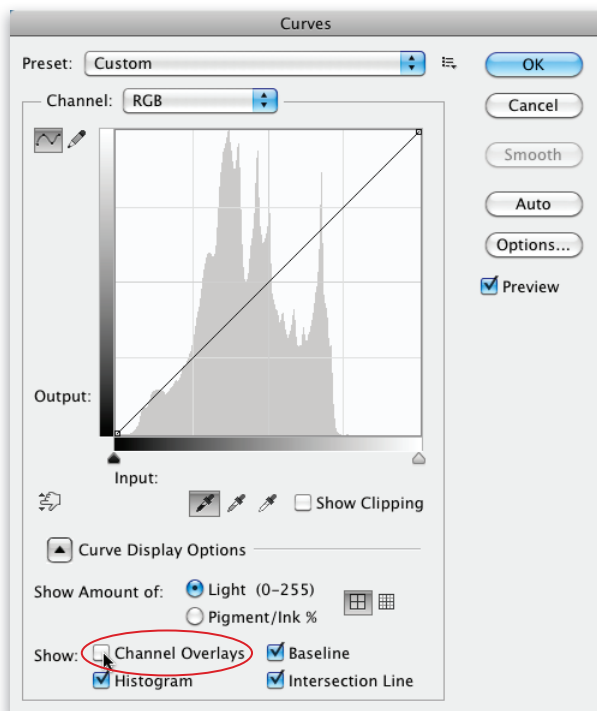 Curves
Preset: Custom
OK
Channel: RGB
Cancel
Smooth
Auto
Options...
Preview
Output:
Input:
Show Clipping
Curve Display Options
Show Amount of: Light (0-255)
Pigment/Ink %
Show: Channel Overlays Baseline
Histogram Intersection Line